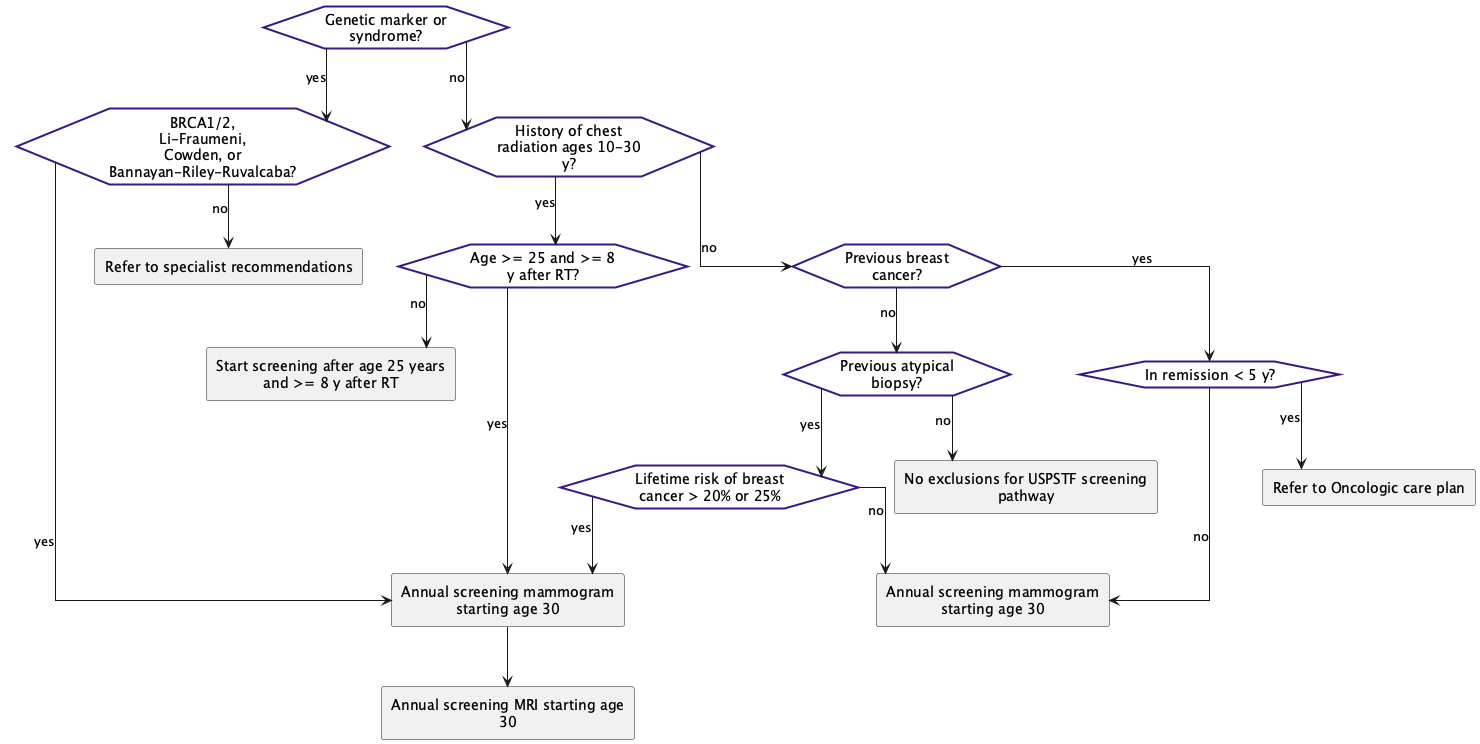 Genetic marker or
syndrome?
yes
no
BRCA1/2,
Li-Fraumeni,
Cowden, or
Bannayan-Riley-Ruvalcaba?
History of chest
radiation ages 10-30
y?
no
yes
no
Refer to specialist recommendations
Age >= 25 and >= 8
y after RT?
Previous breast
cancer?
yes
no
no
Start screening after age 25 years
and >= 8 y after RT
Previous atypical
biopsy?
In remission < 5 y?
yes
yes
no
yes
Lifetime risk of breast
cancer > 20% or 25%
No exclusions for USPSTF screening
pathway
Refer to Oncologic care plan
yes
yes
no
no
Annual screening mammogram
starting age 30
Annual screening mammogram
starting age 30
Annual screening MRI starting age
30